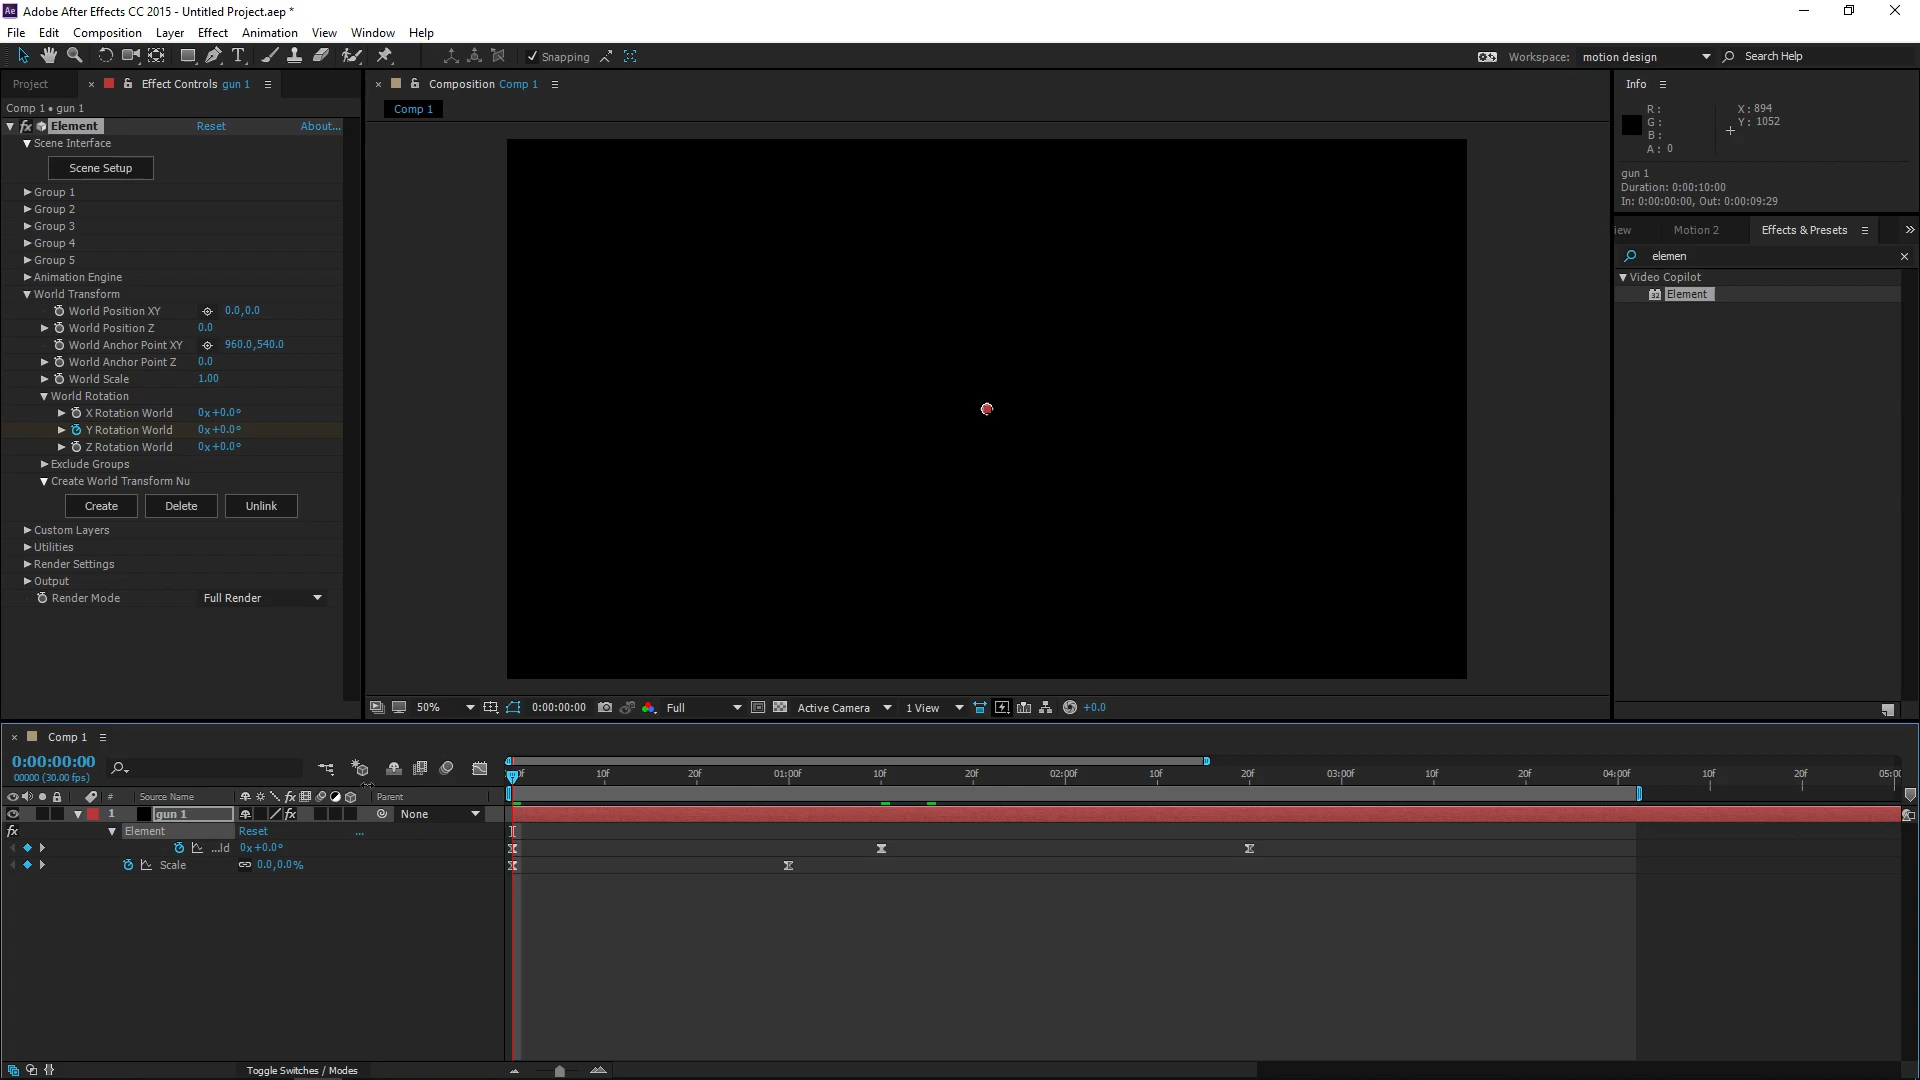 Ae Adobe After Effects CC 2015 - Untitled Project.aep *
File Edit Composition Layer Effect Animation View Window Help
T Snapping Workspace: motion design Search Help
Project × Effect Controls gun 1
Comp 1 • gun 1
fx Element Reset About...
Scene Interface
Scene Setup
Group 1
Group 2
Group 3
Group 4
Group 5
Animation Engine
World Transform
World Position XY 0.0,0.0
World Position Z 0.0
World Anchor Point XY 960.0,540.0
World Anchor Point Z 0.0
World Scale 1.00
World Rotation
X Rotation World 0x+0.0°
Y Rotation World 0x+0.0°
Z Rotation World 0x+0.0°
Exclude Groups
Create World Transform Nu
Create Delete Unlink
Custom Layers
Utilities
Render Settings
Output
Render Mode Full Render
× Composition Comp 1
Comp 1
50% 0:00:00:00 Full Active Camera 1 View +0.0
Info
R : X : 894
G : Y : 1052
B :
A : 0
gun 1
Duration: 0:00:10:00
In: 0:00:00:00, Out: 0:00:09:29
iew Motion 2 Effects & Presets »
elemen ×
Video Copilot
32 Element
× Comp 1
0:00:00:00
00000 (30.00 fps)
0f 10f 20f 01:00f 10f 20f 02:00f 10f 20f 03:00f 10f 20f 04:00f 10f 20f 05:00
# Source Name fx Parent
1 gun 1 fx None
fx Element Reset ...
...ld 0x+0.0°
Scale 0.0,0.0%
Toggle Switches / Modes